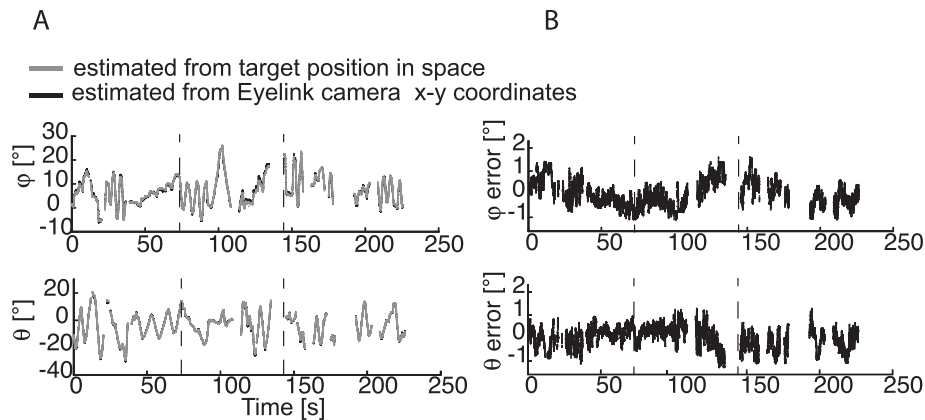 A B
estimated from target position in space
estimated from Eyelink camera x-y coordinates
φ [°]
30
20
10
0
-10
0 50 100 150 200 250
φ error [°]
2
1
0
-1
0 50 100 150 200 250
θ [°]
20
0
-20
-40
0 50 100 150 200 250
Time [s]
θ error [°]
2
1
0
-1
0 50 100 150 200 250